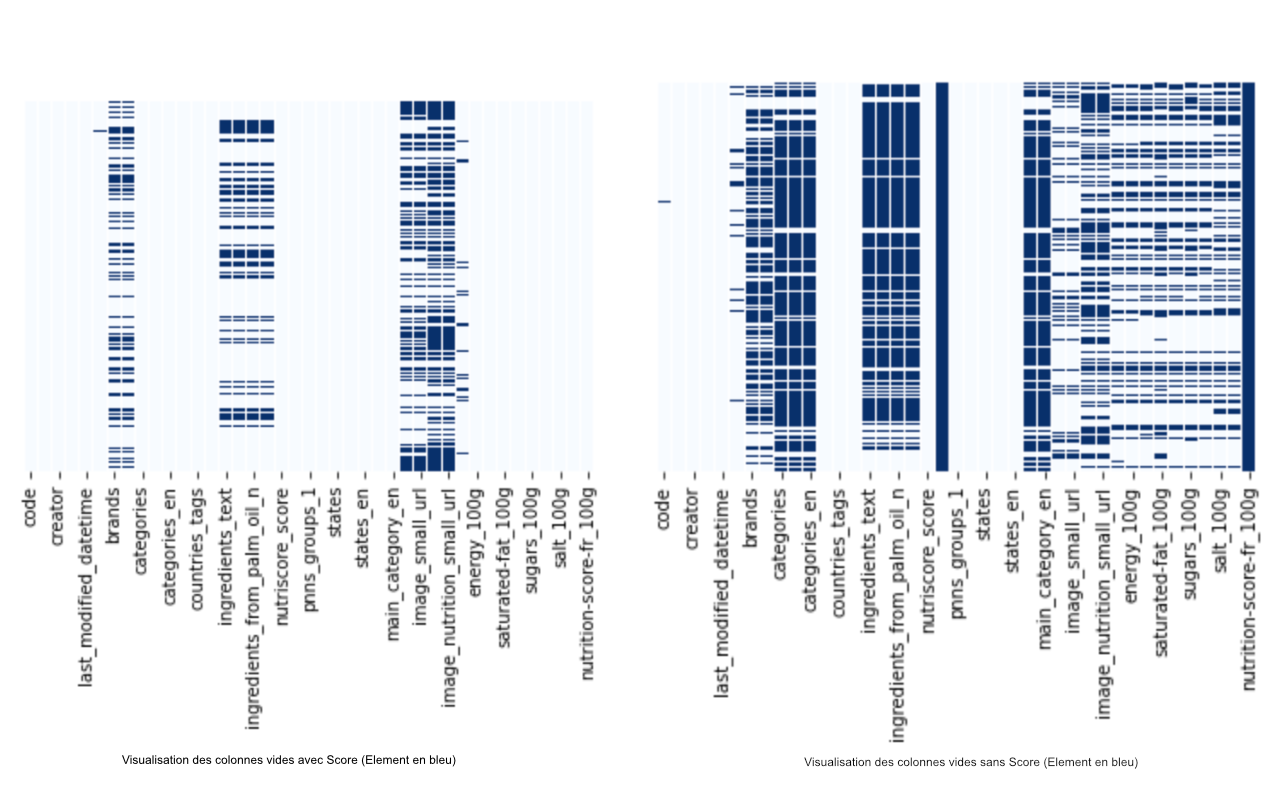 code
creator
last_modified_datetime
brands
categories
categories_en
countries_tags
ingredients_text
ingredients_from_palm_oil_n
nutriscore_score
pnns_groups_1
states
states_en
main_category_en
image_small_url
image_nutrition_small_url
energy_100g
saturated-fat_100g
sugars_100g
salt_100g
nutrition-score-fr_100g
Visualisation des colonnes vides avec Score (Element en bleu)
code
creator
last_modified_datetime
brands
categories
categories_en
countries_tags
ingredients_text
ingredients_from_palm_oil_n
nutriscore_score
pnns_groups_1
states
states_en
main_category_en
image_small_url
image_nutrition_small_url
energy_100g
saturated-fat_100g
sugars_100g
salt_100g
nutrition-score-fr_100g
Visualisation des colonnes vides sans Score (Element en bleu)